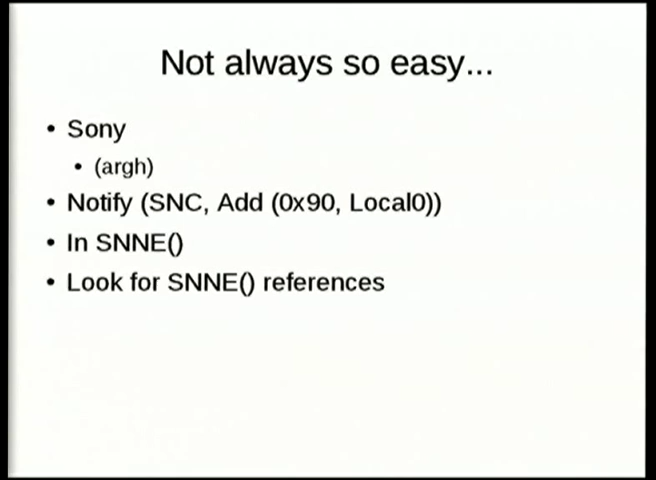 Not always so easy...
• Sony
• (argh)
• Notify (SNC, Add (0x90, Local0))
• In SNNE()
• Look for SNNE() references